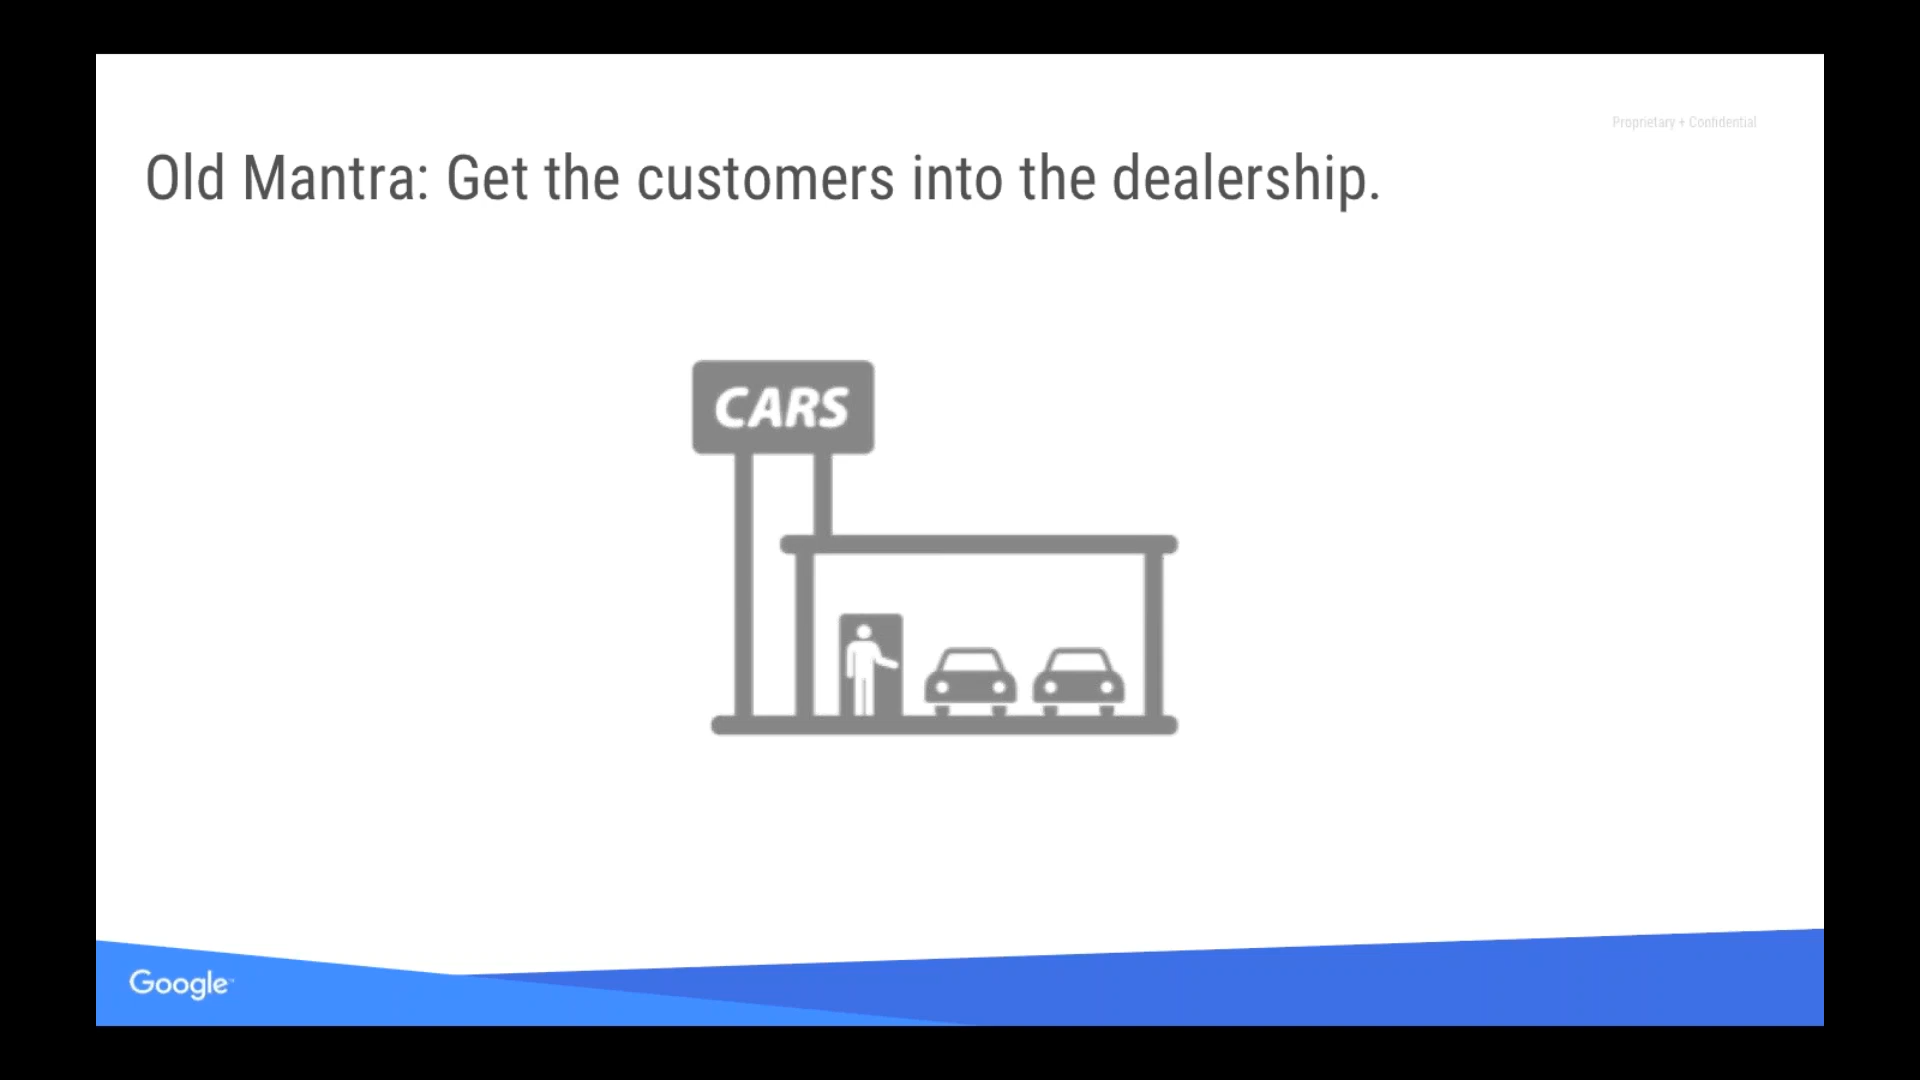 Proprietary + Confidential
Old Mantra: Get the customers into the dealership.
CARS
Google